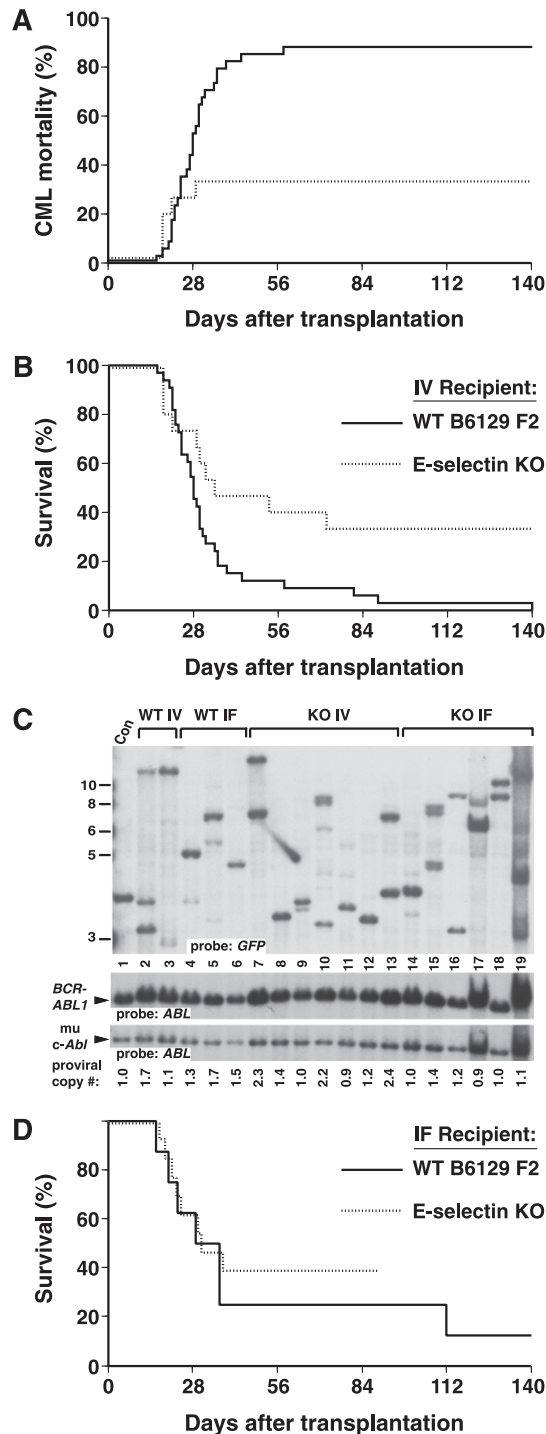 A
CML mortality (%)
100
80
60
40
20
0
0 28 56 84 112 140
Days after transplantation
B
Survival (%)
100
80
60
40
20
0
IV Recipient:
WT B6129 F2
E-selectin KO
0 28 56 84 112 140
Days after transplantation
C
Con WT IV WT IF KO IV KO IF
10
8
6
5
3
probe: GFP
1 2 3 4 5 6 7 8 9 10 11 12 13 14 15 16 17 18 19
BCR-
ABL1
probe: ABL
mu
c-Abl
probe: ABL
proviral
copy #:
1.0 1.7 1.1 1.3 1.7 1.5 2.3 1.4 1.0 2.2 0.9 1.2 2.4 1.0 1.4 1.2 0.9 1.0 1.1
D
Survival (%)
80
60
40
20
0
IF Recipient:
WT B6129 F2
E-selectin KO
0 28 56 84 112 140
Days after transplantation